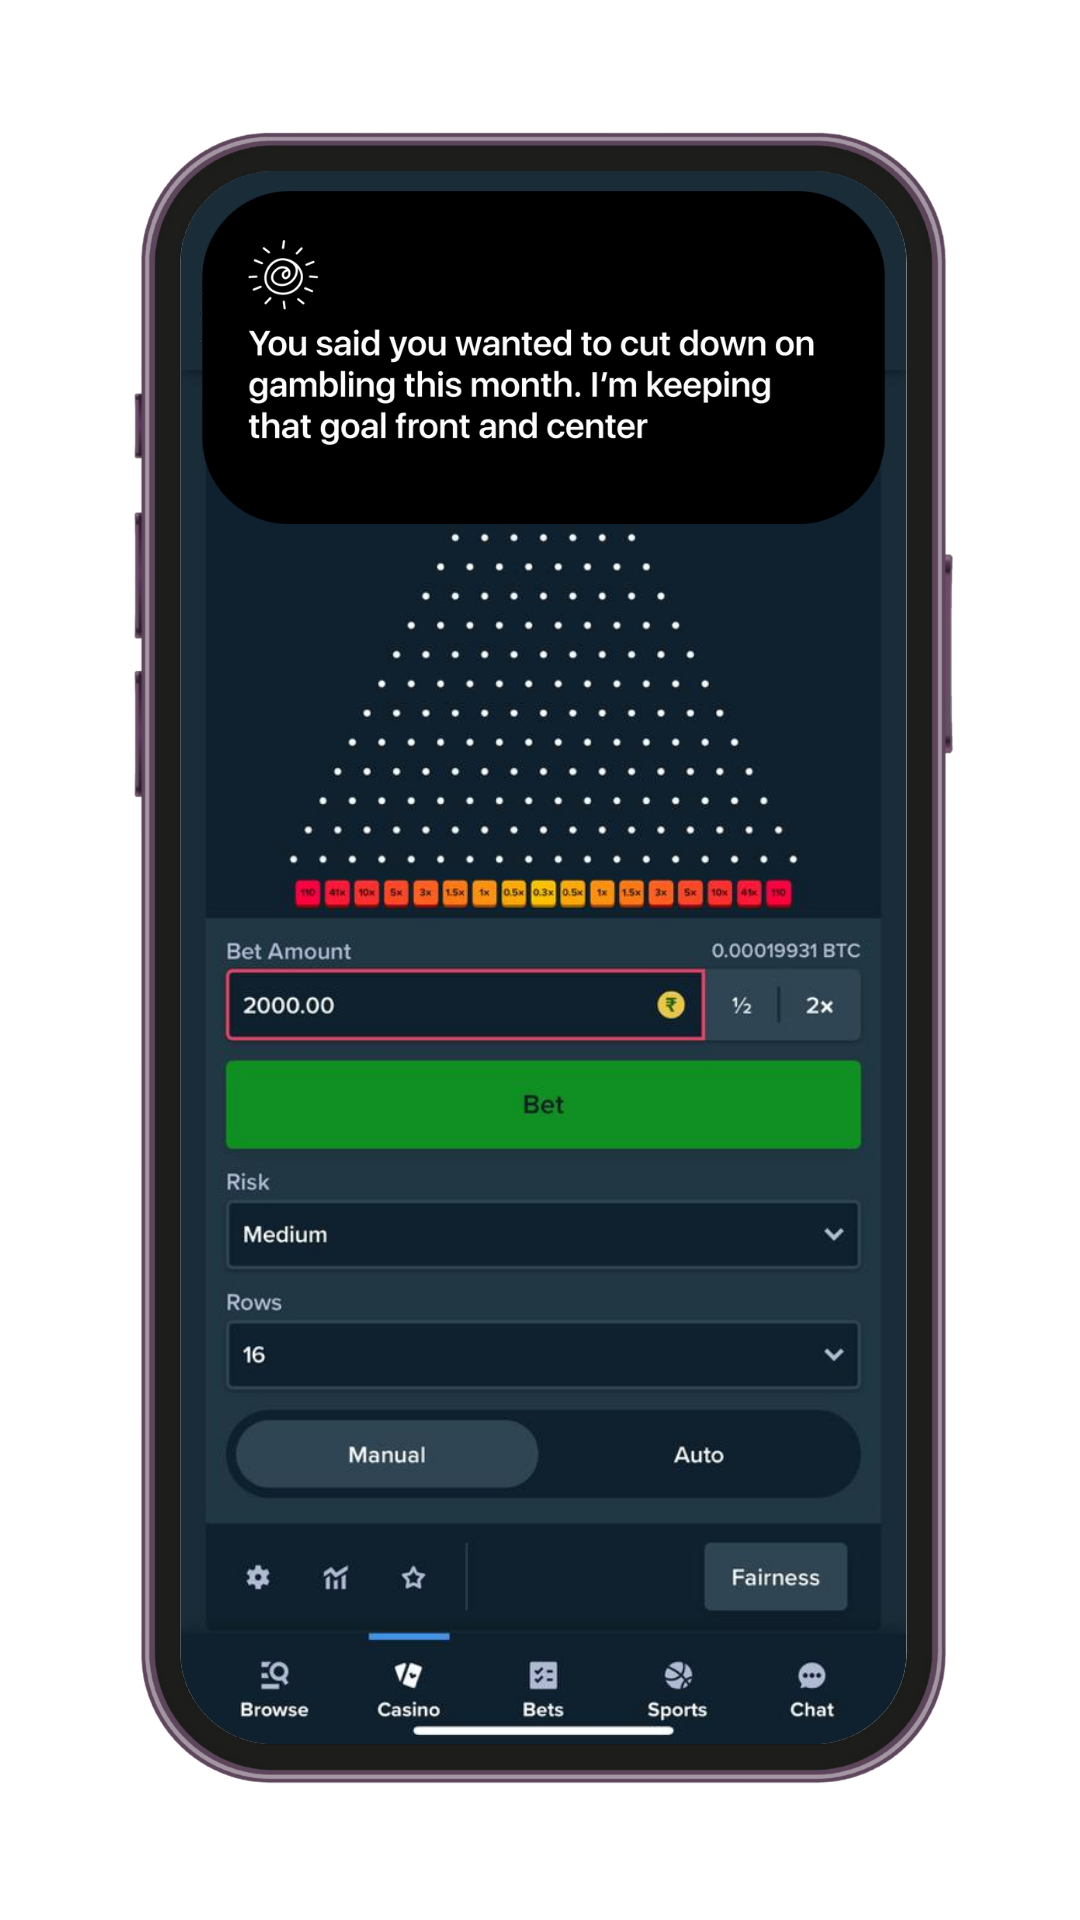 You said you wanted to cut down on
gambling this month. I’m keeping
that goal front and center
110 41x 10x 5x 3x 1.5x 1x 0.5x 0.3x 0.5x 1x 1.5x 3x 5x 10x 41x 110
Bet Amount 0.00019931 BTC
2000.00 ₹ ½ 2x
Bet
Risk
Medium
Rows
16
Manual Auto
Fairness
Browse Casino Bets Sports Chat